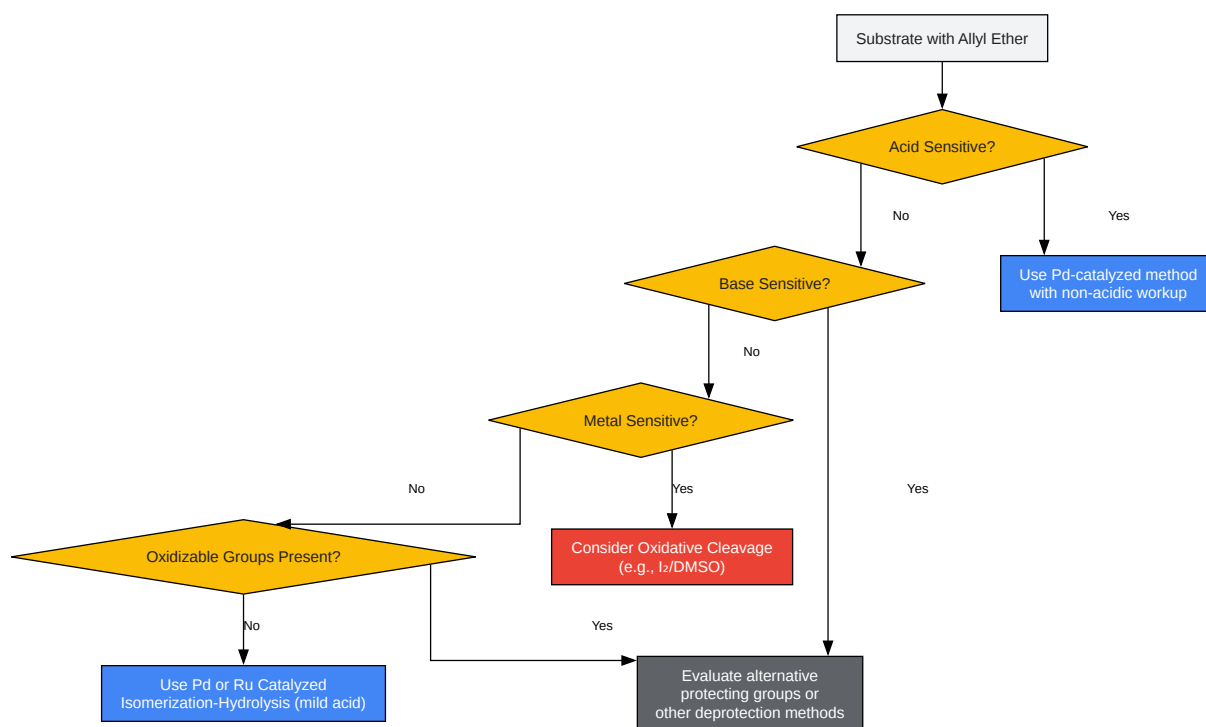 Substrate with Allyl Ether
Acid Sensitive?
No
Yes
Base Sensitive?
Use Pd-catalyzed method
with non-acidic workup
No
Metal Sensitive?
No
Yes
Yes
Oxidizable Groups Present?
Consider Oxidative Cleavage
(e.g., I₂/DMSO)
No
Yes
Use Pd or Ru Catalyzed
Isomerization-Hydrolysis (mild acid)
Evaluate alternative
protecting groups or
other deprotection methods